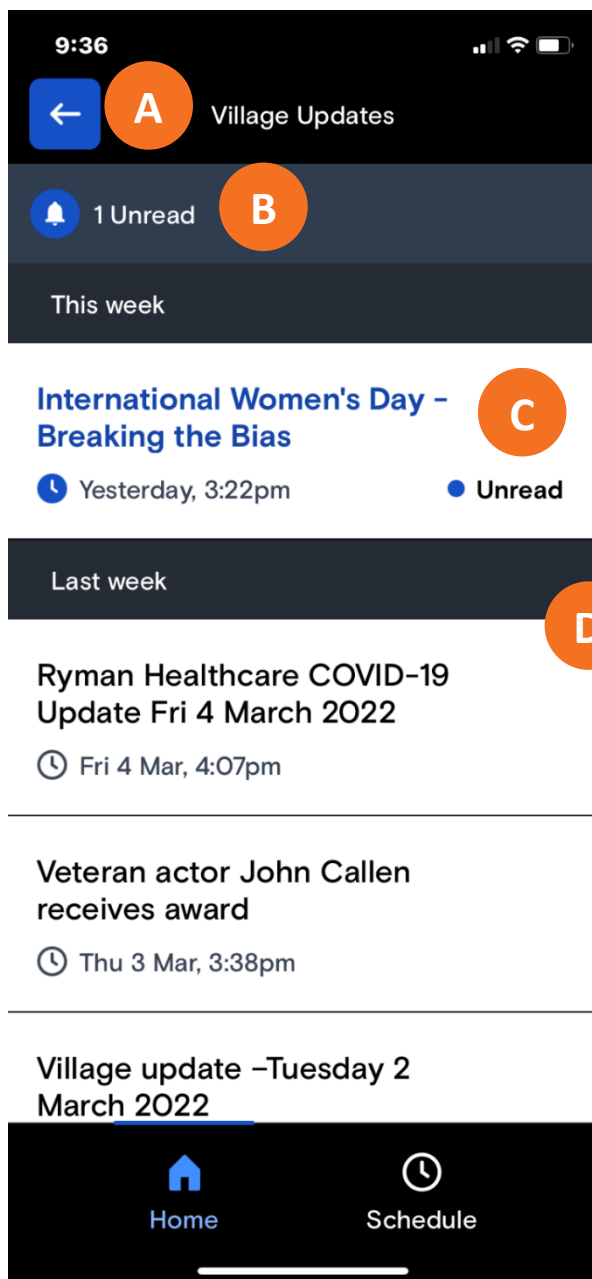 9:36
A
Village Updates
1 Unread
B
This week
International Women's Day -
Breaking the Bias
C
Yesterday, 3:22pm
Unread
Last week
D
Ryman Healthcare COVID-19
Update Fri 4 March 2022
Fri 4 Mar, 4:07pm
Veteran actor John Callen
receives award
Thu 3 Mar, 3:38pm
Village update –Tuesday 2
March 2022
Home
Schedule